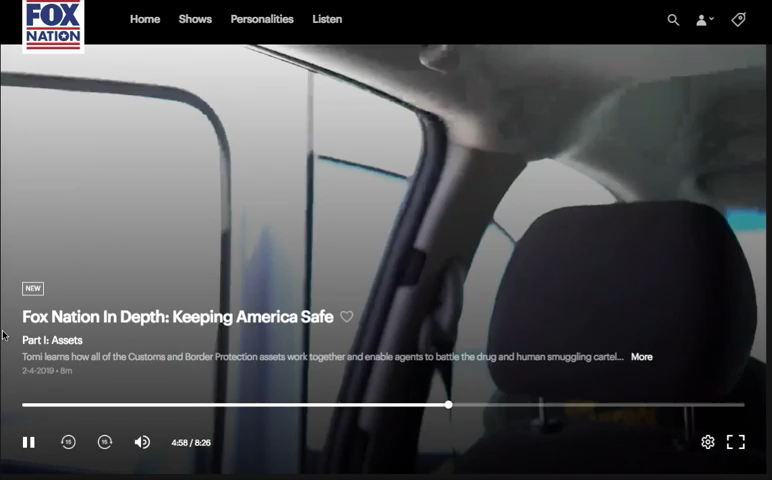 FOX
NATION
Home Shows Personalities Listen
NEW
Fox Nation In Depth: Keeping America Safe
Part I: Assets
Tomi learns how all of the Customs and Border Protection assets work together and enable agents to battle the drug and human smuggling cartel... More
2-4-2019 • 8m
15 15 4:58 / 8:26